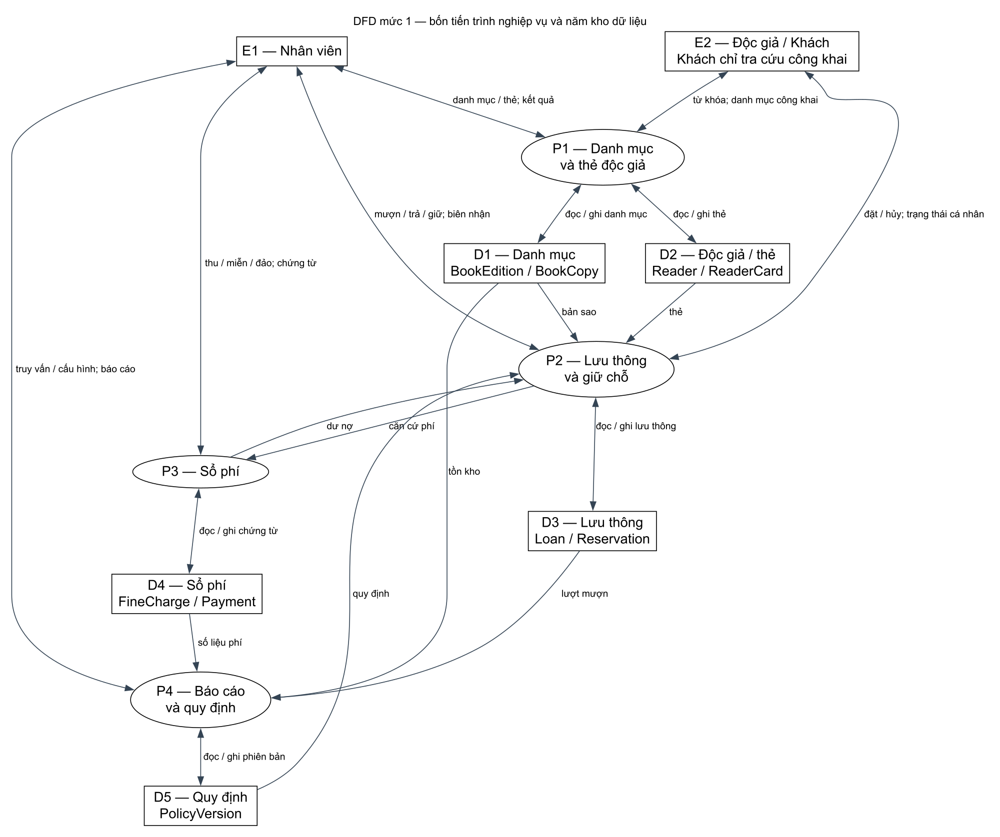 DFD mức 1 — bốn tiến trình nghiệp vụ và năm kho dữ liệu
E1 — Nhân viên
E2 — Độc giả / Khách
Khách chỉ tra cứu công khai
danh mục / thẻ; kết quả
từ khóa; danh mục công khai
P1 — Danh mục
và thẻ độc giả
mượn / trả / giữ; biên nhận
đọc / ghi danh mục
đọc / ghi thẻ
đặt / hủy; trạng thái cá nhân
D1 — Danh mục
BookEdition / BookCopy
D2 — Độc giả / thẻ
Reader / ReaderCard
thu / miễn / đảo; chứng từ
bản sao
thẻ
truy vấn / cấu hình; báo cáo
P2 — Lưu thông
và giữ chỗ
dư nợ
căn cứ phí
đọc / ghi lưu thông
P3 — Sổ phí
tồn kho
đọc / ghi chứng từ
D3 — Lưu thông
Loan / Reservation
D4 — Sổ phí
FineCharge / Payment
quy định
lượt mượn
số liệu phí
P4 — Báo cáo
và quy định
đọc / ghi phiên bản
D5 — Quy định
PolicyVersion